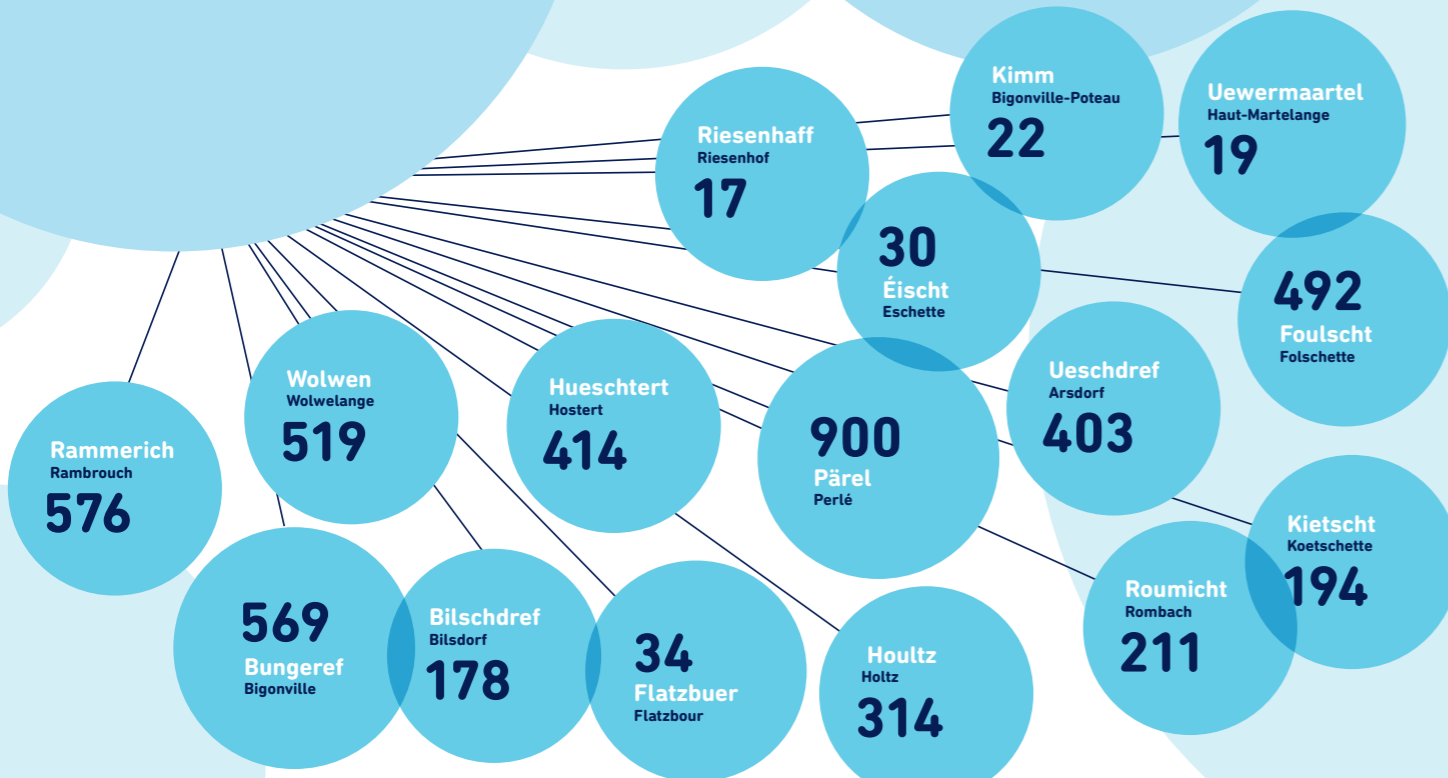 Kimm
Bigonville-Poteau
22
Uewermaartel
Haut-Martelange
19
Riesenhaff
Riesenhof
17
30
Éischt
Eschette
492
Foulscht
Folschette
Ueschdref
Arsdorf
403
Wolwen
Wolwelange
519
Hueschtert
Hostert
414
900
Pärel
Perlé
Rammerich
Rambrouch
576
Kietscht
Koetschette
194
Roumicht
Rombach
211
569
Bungeref
Bigonville
Bilschdref
Bilsdorf
178
34
Flatzbuer
Flatzbour
Houltz
Holtz
314